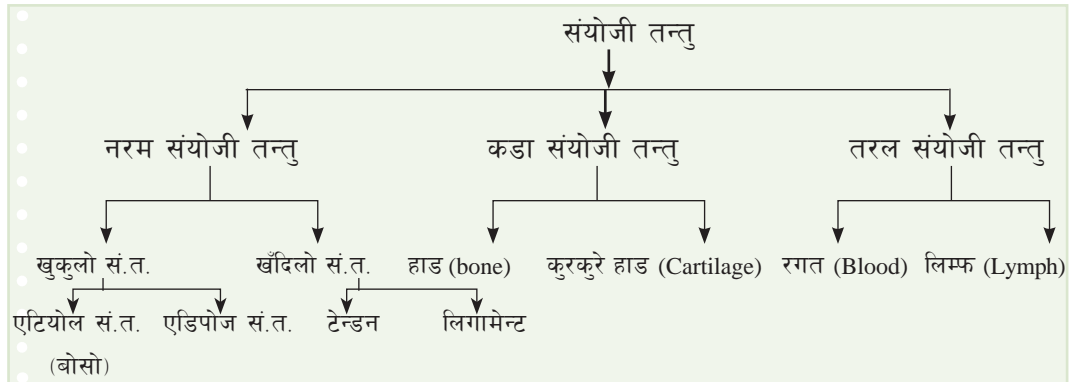 संयोजी तन्तु
नरम संयोजी तन्तु कडा संयोजी तन्तु तरल संयोजी तन्तु
खुकुलो सं.त. खँदिलो सं.त. हाड (bone) कुरकुरे हाड (Cartilage) रगत (Blood) लिम्फ (Lymph)
एटियोल सं.त. एडिपोज सं.त. टेन्डन लिगामेन्ट
(बोसो)